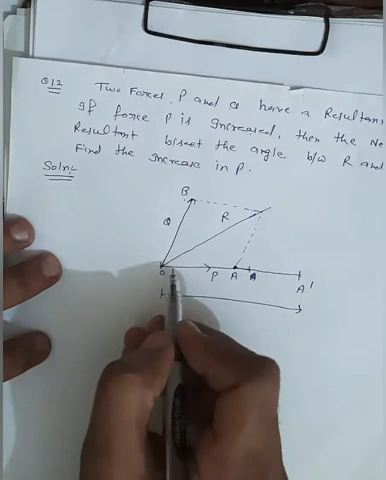 Q12 Two Forces, P and Q have a Resultant
If force P is Increased, then the Ne
Resultant bisect the angle b/w R and
Find the Increase in P.
Soln:
B
Q R
O P A A'